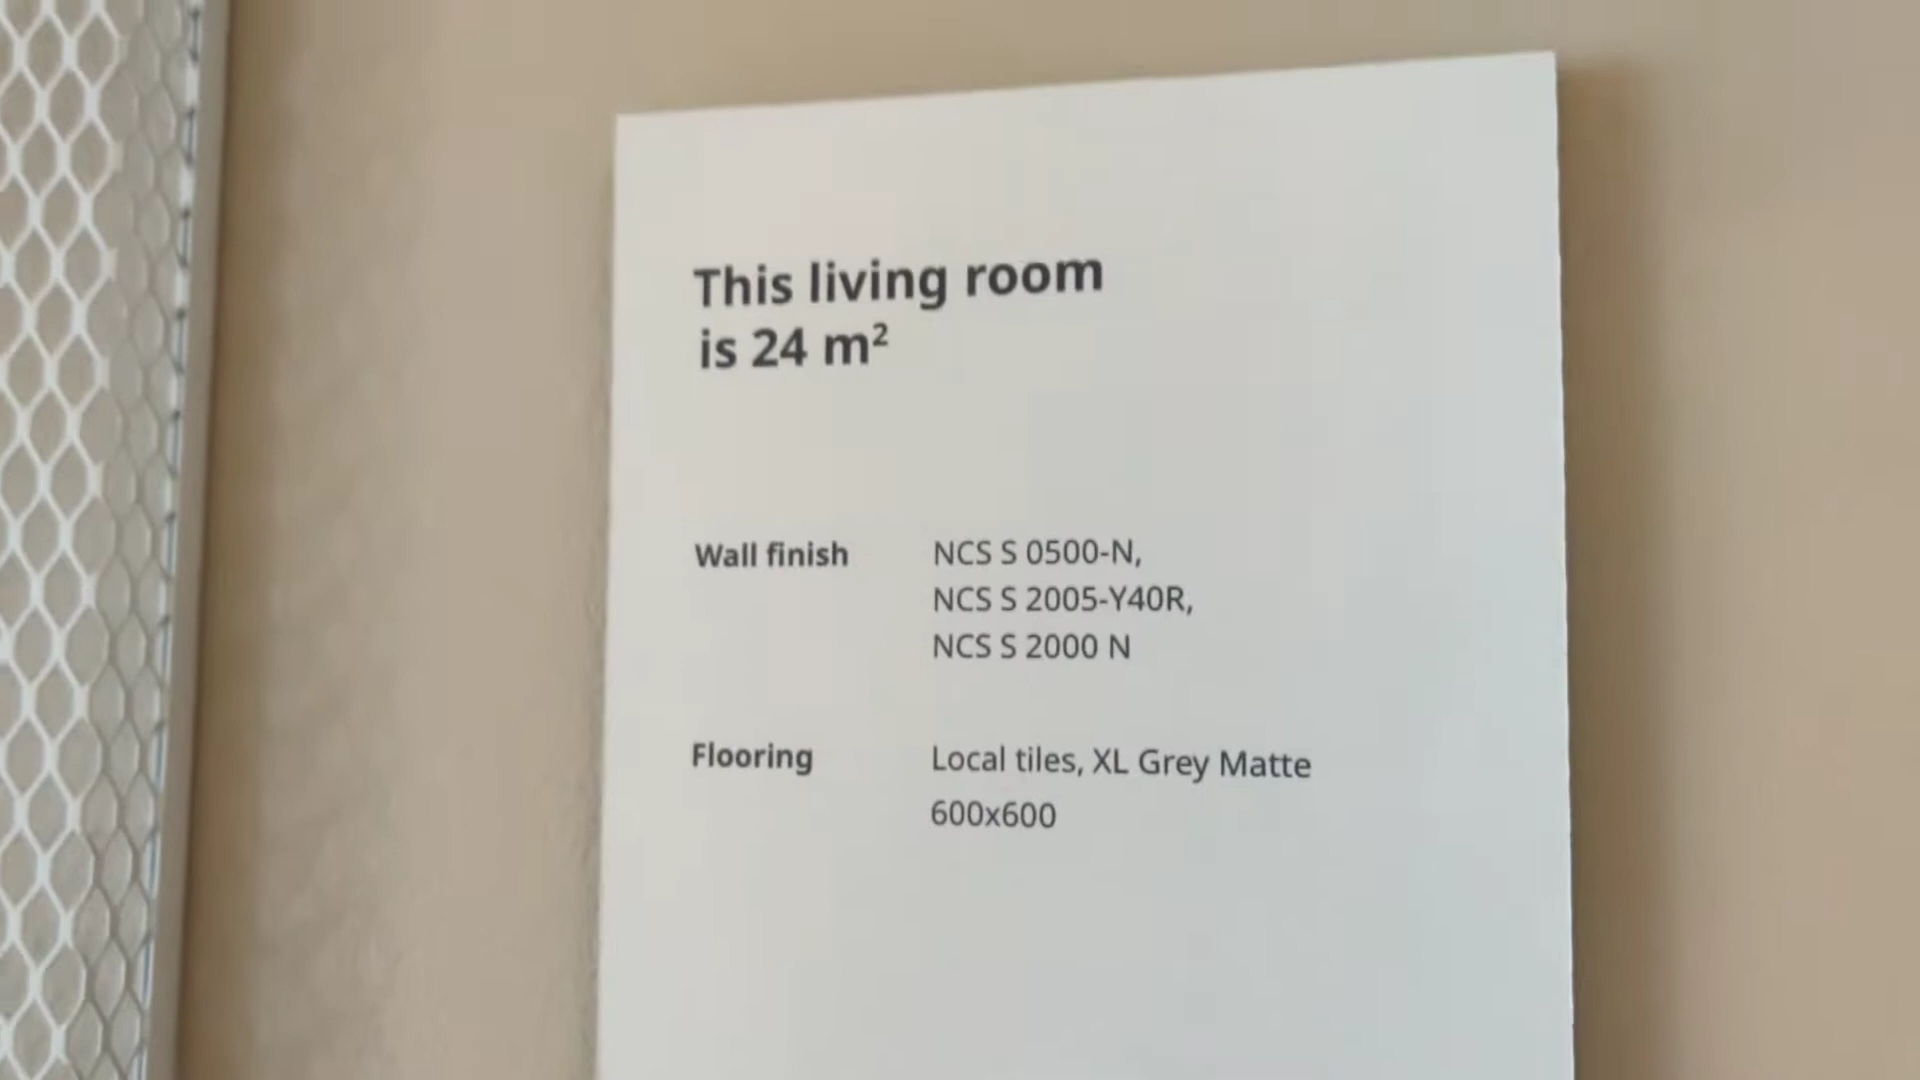 This living room
is 24 m²
Wall finish NCS S 0500-N,
NCS S 2005-Y40R,
NCS S 2000 N
Flooring Local tiles, XL Grey Matte
600x600